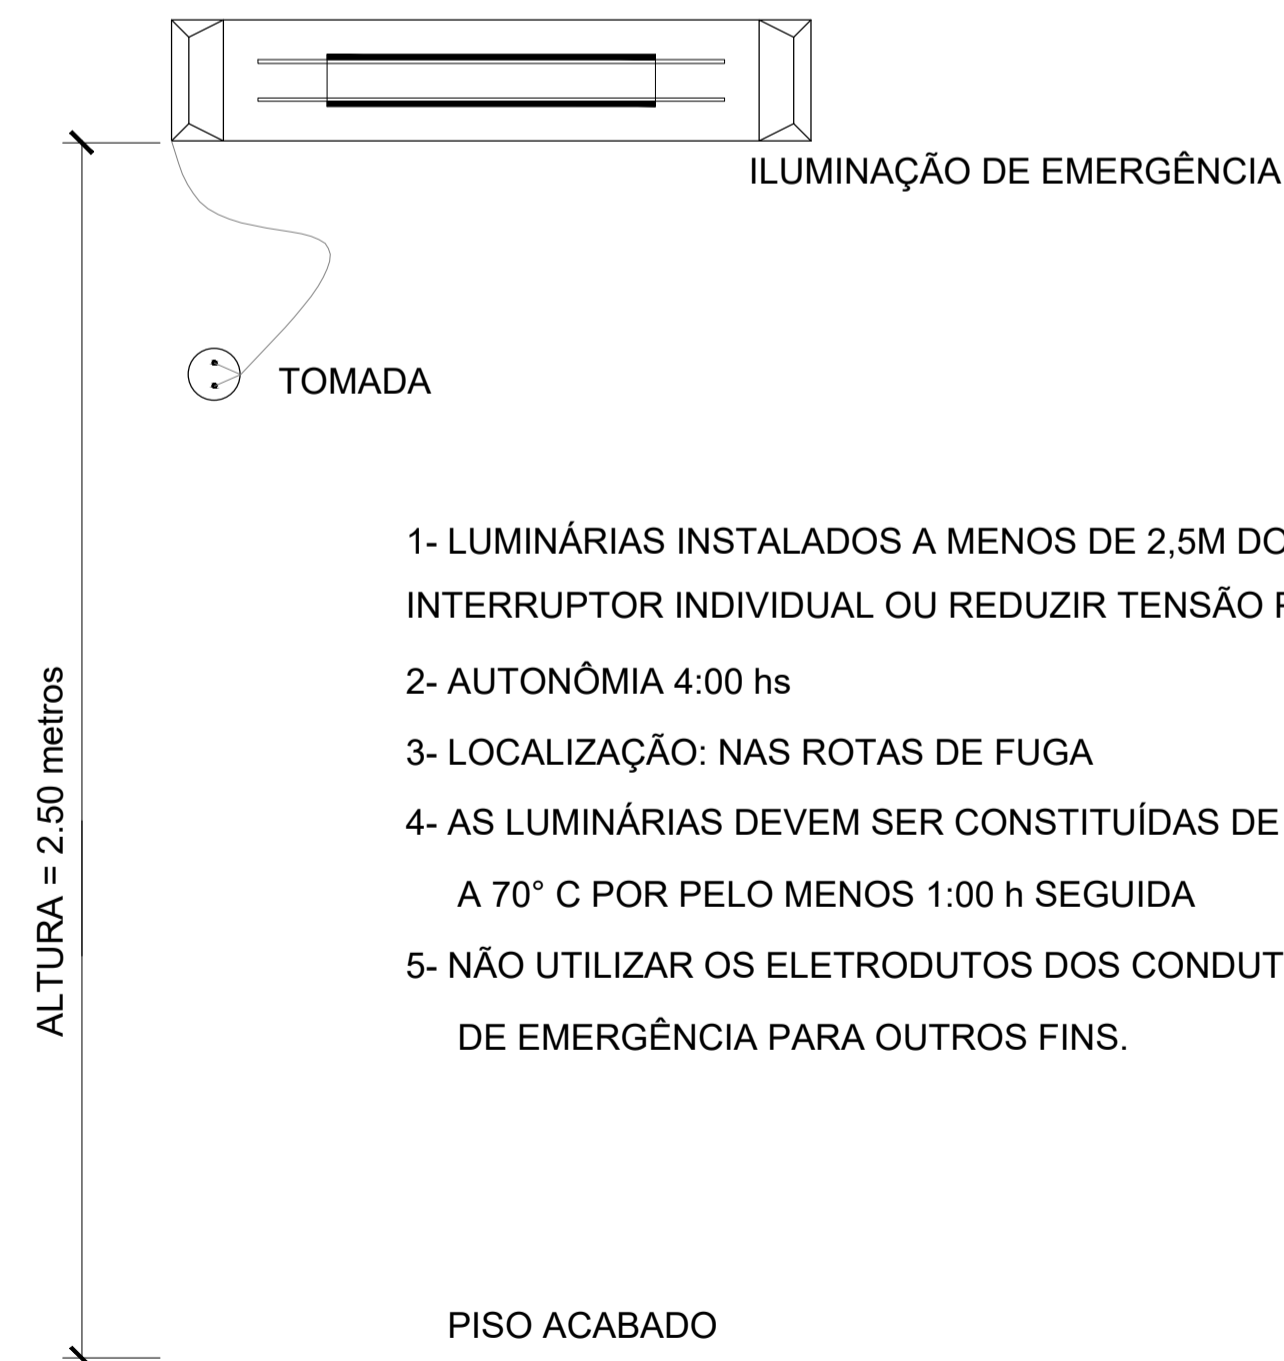 ILUMINAÇÃO DE EMERGÊNCIA
TOMADA
1- LUMINÁRIAS INSTALADOS A MENOS DE 2,5M DO
INTERRUPTOR INDIVIDUAL OU REDUZIR TENSÃO
2- AUTONÔMIA 4:00 hs
3- LOCALIZAÇÃO: NAS ROTAS DE FUGA
4- AS LUMINÁRIAS DEVEM SER CONSTITUÍDAS DE
A 70° C POR PELO MENOS 1:00 h SEGUIDA
5- NÃO UTILIZAR OS ELETRODUTOS DOS CONDUT
DE EMERGÊNCIA PARA OUTROS FINS.
ALTURA = 2.50 metros
PISO ACABADO